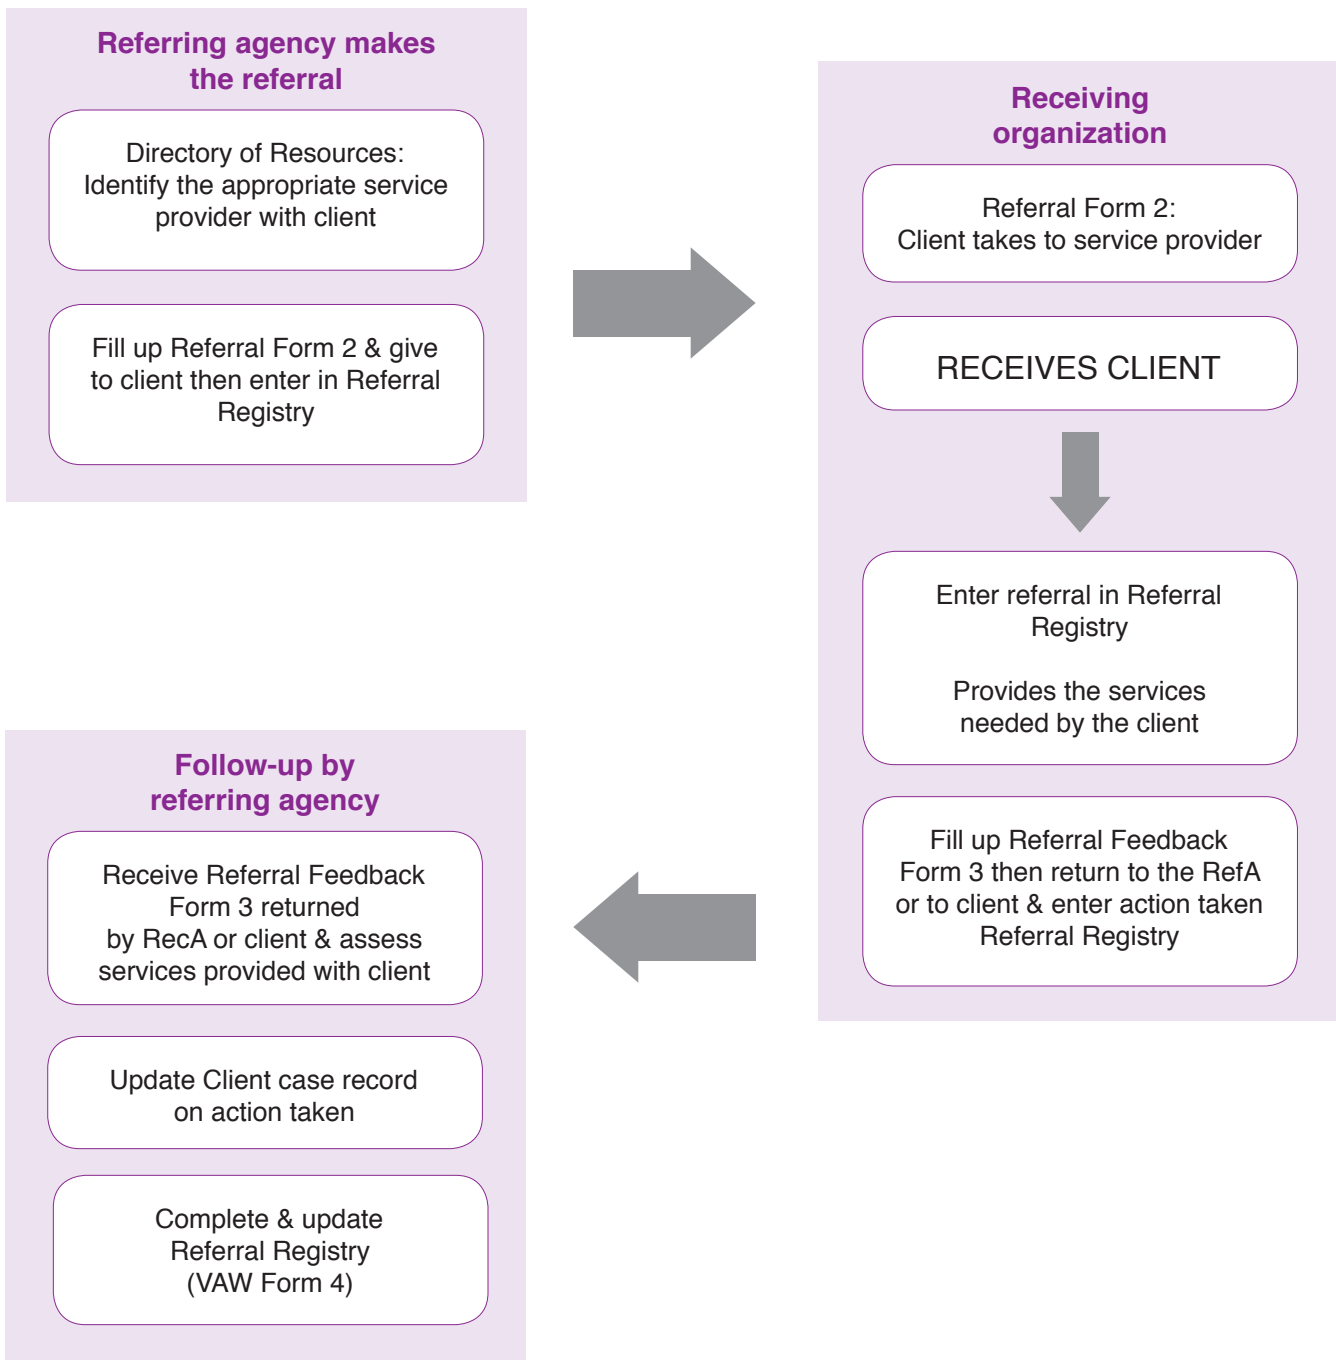 Referring agency makes
the referral
Directory of Resources:
Identify the appropriate service
provider with client
Fill up Referral Form 2 & give
to client then enter in Referral
Registry
Receiving
organization
Referral Form 2:
Client takes to service provider
RECEIVES CLIENT
Enter referral in Referral
Registry
Provides the services
needed by the client
Fill up Referral Feedback
Form 3 then return to the RefA
or to client & enter action taken
Referral Registry
Follow-up by
referring agency
Receive Referral Feedback
Form 3 returned
by RecA or client & assess
services provided with client
Update Client case record
on action taken
Complete & update
Referral Registry
(VAW Form 4)